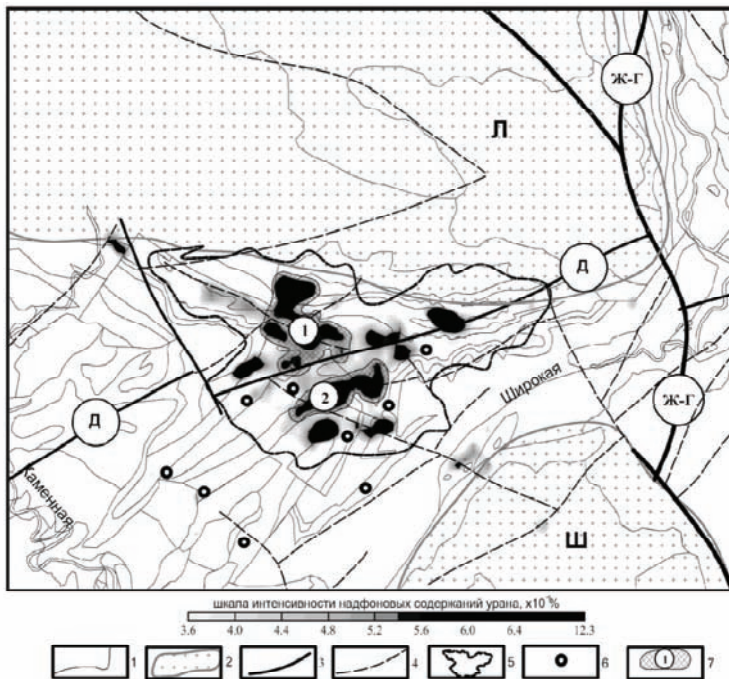 Ж-Г
Л
Д
1
Широкая
2
Ж-Г
Д
Каменная
Ш
шкала интенсивности надфоновых содержаний урана, x10⁻⁴%
3.6 4.0 4.4 4.8 5.2 5.6 6.0 6.4 12.3
1 2 3 4 5 6 1 7